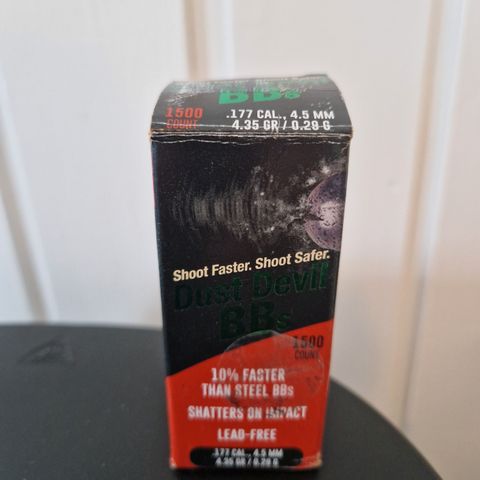 BBs
1500
COUNT
.177 CAL., 4.5 MM
4.35 GR / 0.29 G
Shoot Faster. Shoot Safer.
Dust Devil
BBs
1500
COUNT
10% FASTER
THAN STEEL BBs
SHATTERS ON IMPACT
LEAD-FREE
.177 CAL., 4.5 MM
4.35 GR / 0.29 G